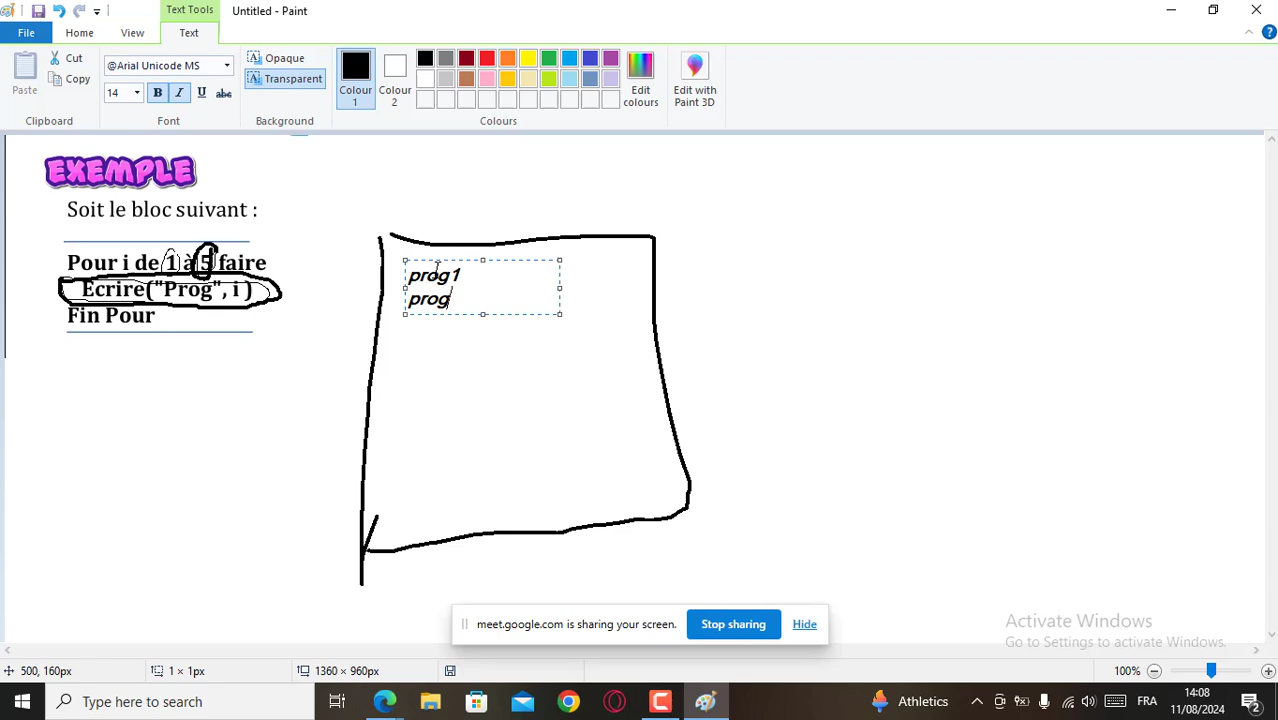 Text Tools
Untitled - Paint
File
Home
View
Text
Paste
Cut
Copy
Clipboard
@Arial Unicode MS
14
B I U abc
Font
Opaque
Transparent
Background
Colour 1
Colour 2
Edit colours
Edit with Paint 3D
Colours
EXEMPLE
Soit le bloc suivant :
Pour i de 1 à 5 faire
Ecrire("Prog", i )
Fin Pour
prog1
prog
meet.google.com is sharing your screen.
Stop sharing
Hide
Activate Windows
Go to Settings to activate Windows.
500, 160px
1 × 1px
1360 × 960px
100%
Type here to search
Athletics
FRA
14:08
11/08/2024
2